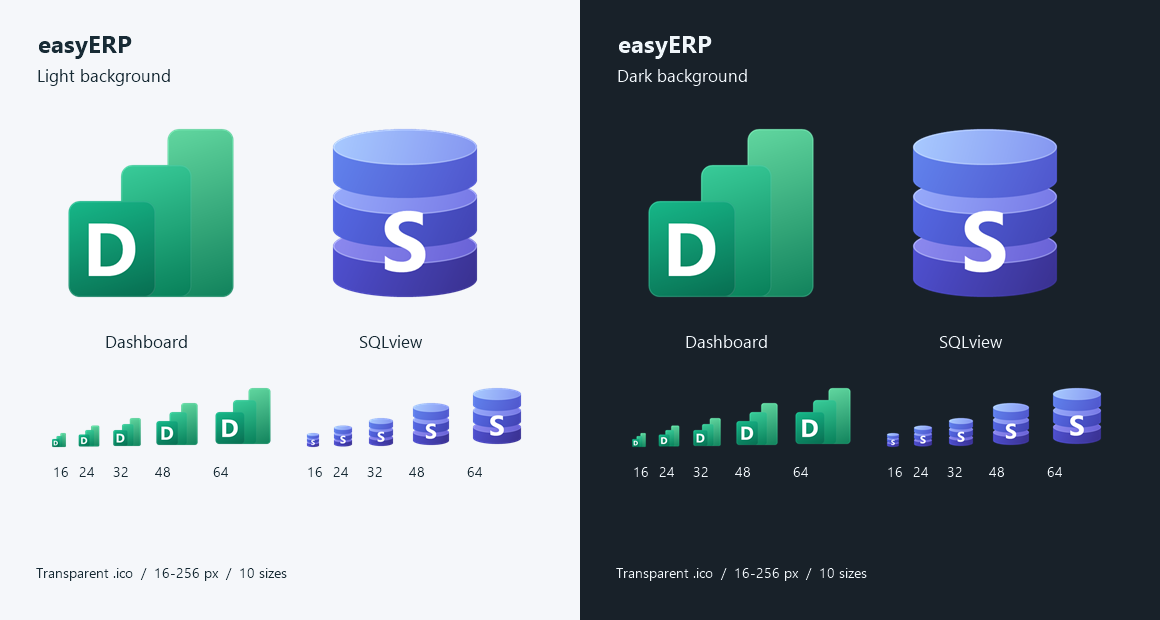 easyERP
Light background
D
S
Dashboard
SQLview
D D D D D
S S S S S
16 24 32 48 64
16 24 32 48 64
Transparent .ico / 16-256 px / 10 sizes
easyERP
Dark background
D
S
Dashboard
SQLview
D D D D D
S S S S S
16 24 32 48 64
16 24 32 48 64
Transparent .ico / 16-256 px / 10 sizes